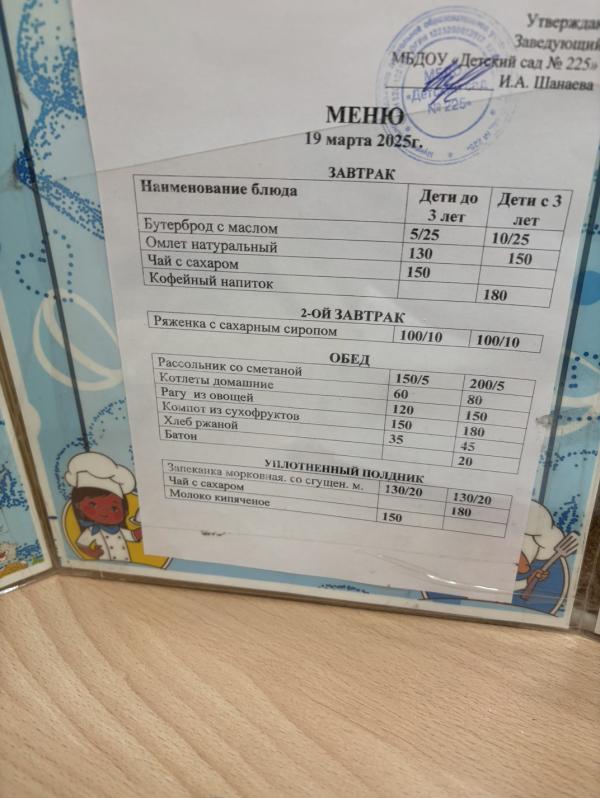 Утверждаю
Заведующий
МБДОУ «Детский сад № 225»
И.А. Шанаева
МЕНЮ
19 марта 2025г.
ЗАВТРАК
Наименование блюда Дети до 3 лет Дети с 3 лет
Бутерброд с маслом 5/25 10/25
Омлет натуральный 130 150
Чай с сахаром 150
Кофейный напиток 180
2-ОЙ ЗАВТРАК
Ряженка с сахарным сиропом 100/10 100/10
ОБЕД
Рассольник со сметаной 150/5 200/5
Котлеты домашние 60 80
Рагу из овощей 120 150
Компот из сухофруктов 150 180
Хлеб ржаной 35 45
Батон 20
УПЛОТНЕННЫЙ ПОЛДНИК
Запеканка морковная. со сгущен. м. 130/20 130/20
Чай с сахаром 180
Молоко кипяченое 150